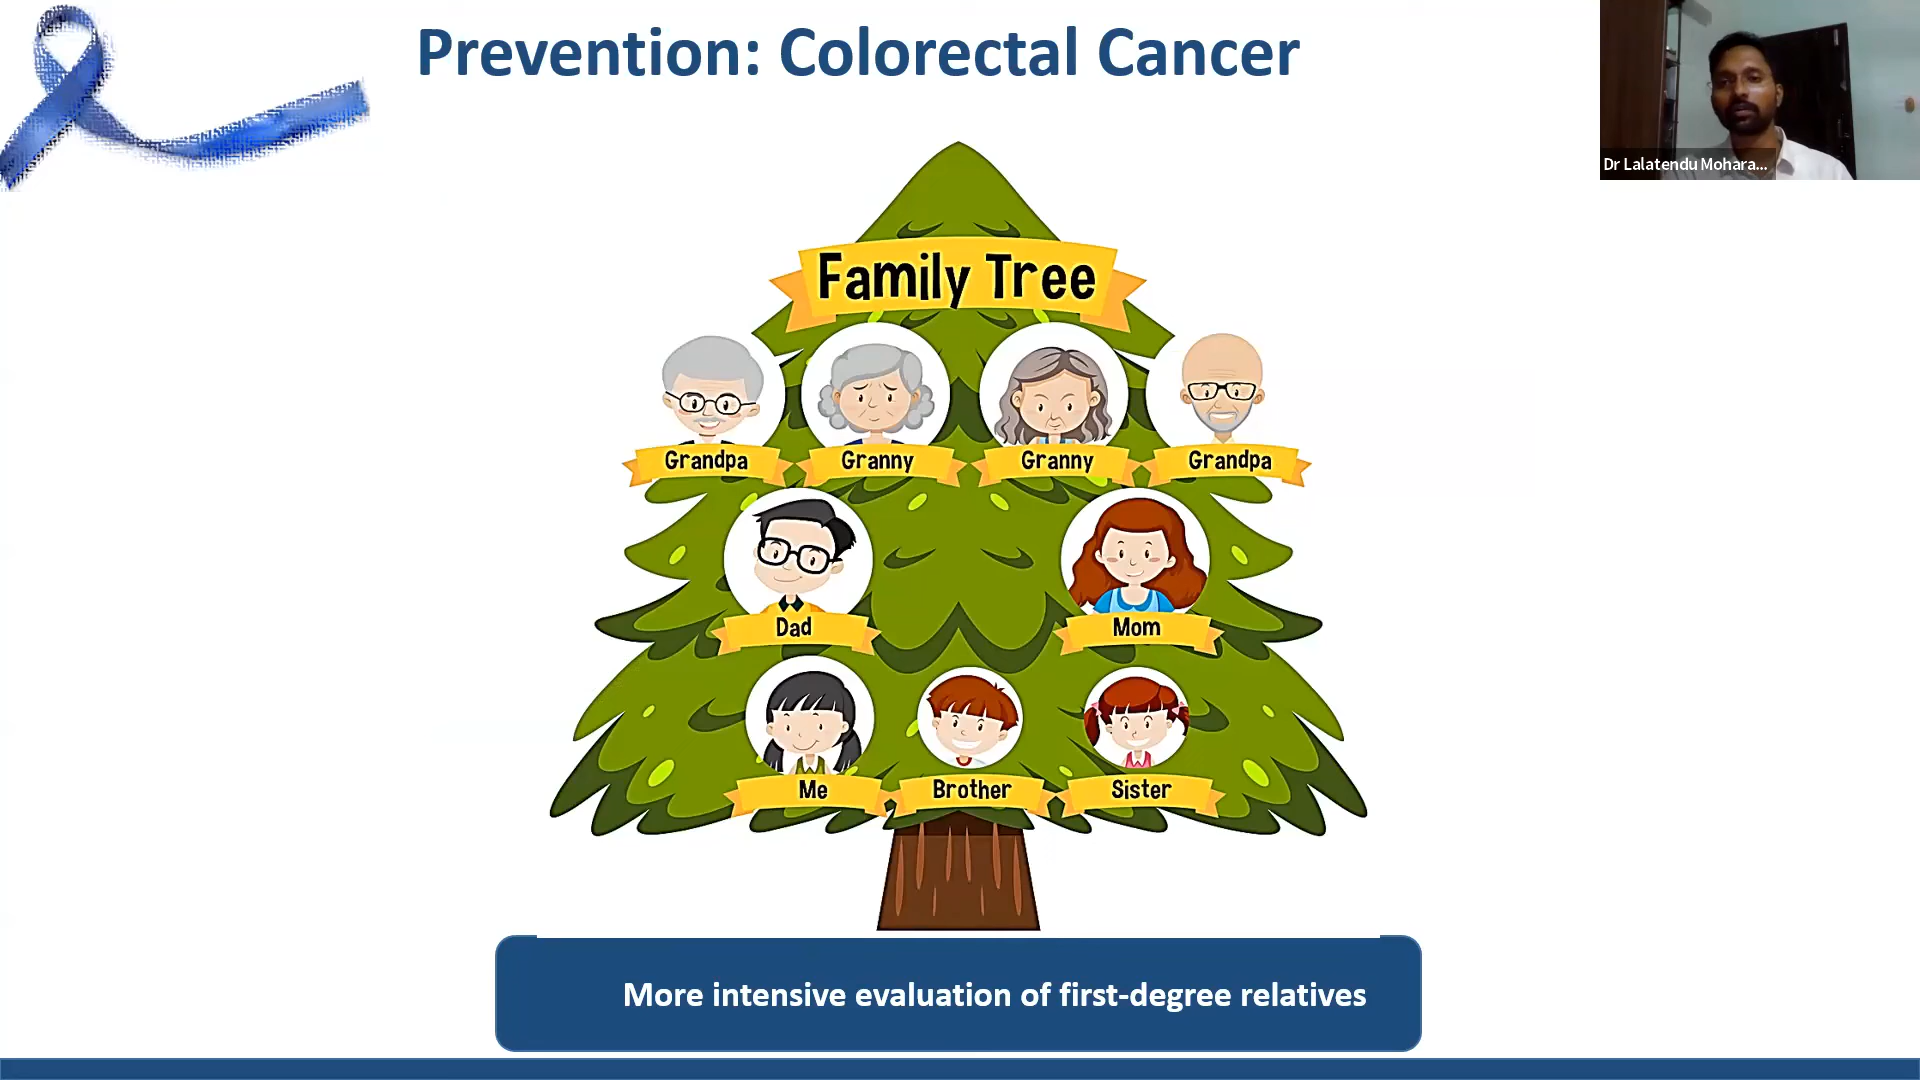 Prevention: Colorectal Cancer
Dr Lalatendu Mohara...
Family Tree
Grandpa
Granny
Granny
Grandpa
Dad
Mom
Me
Brother
Sister
More intensive evaluation of first-degree relatives